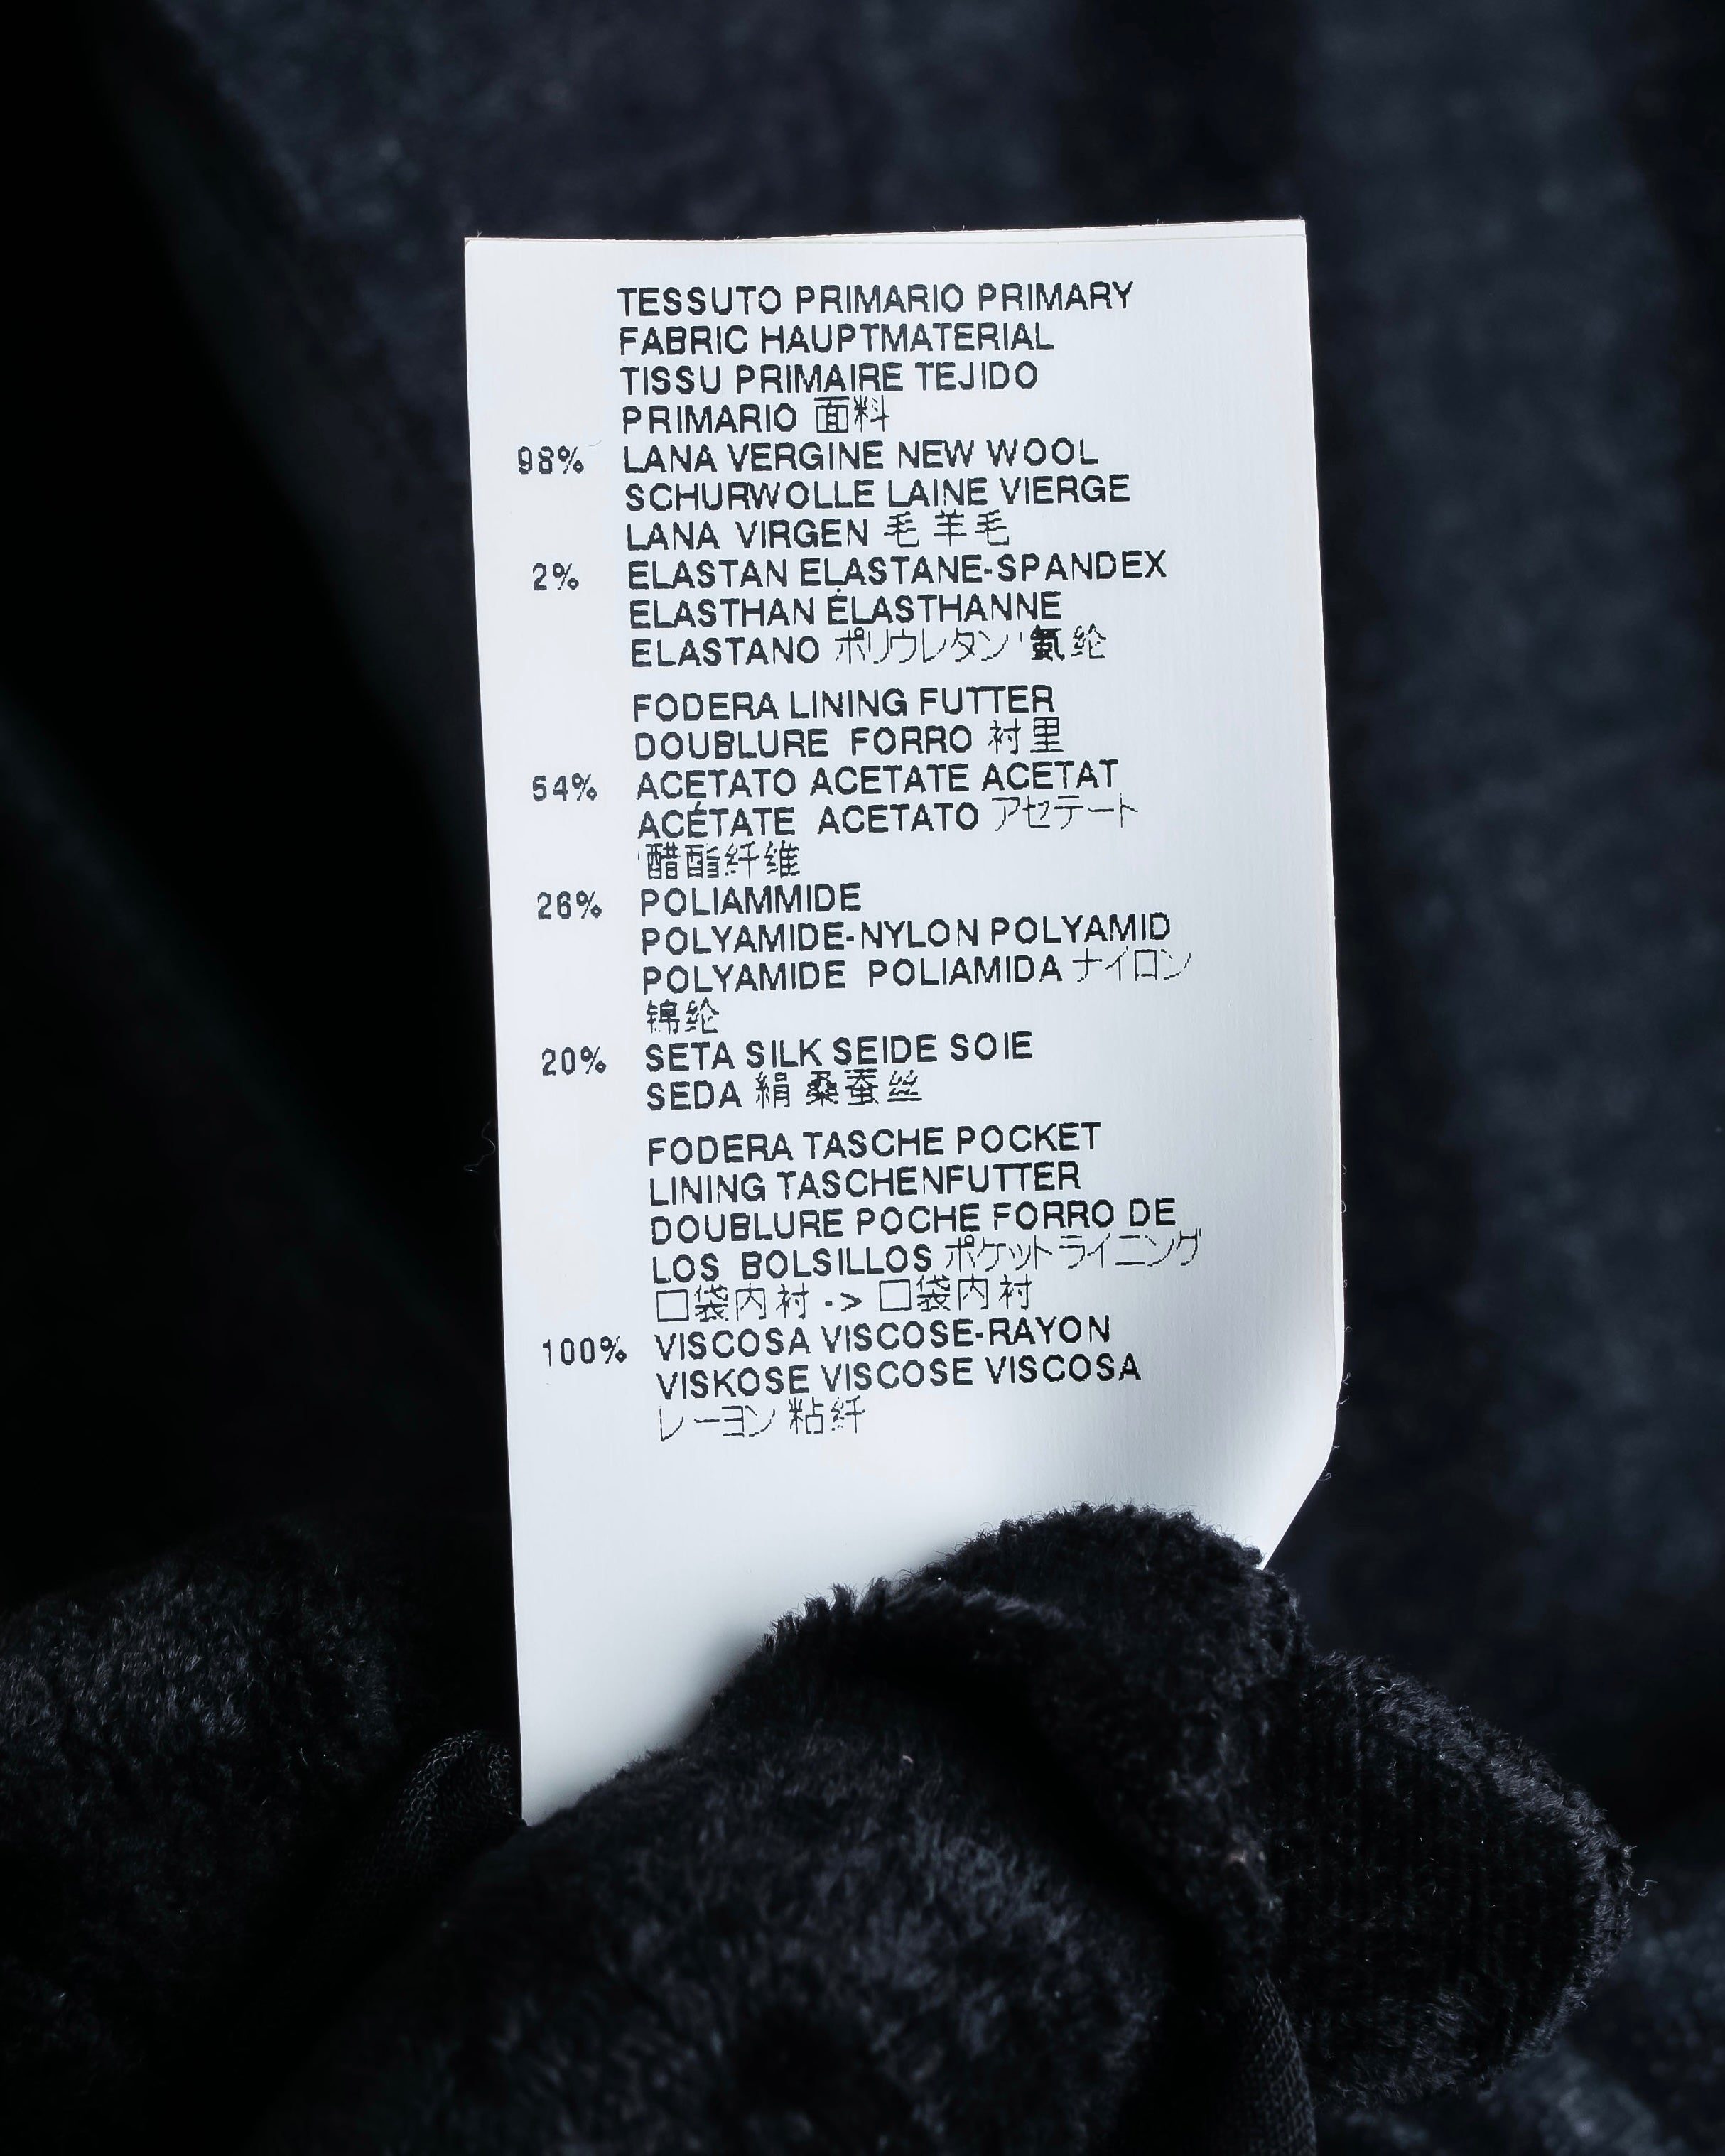 TESSUTO PRIMARIO PRIMARY
FABRIC HAUPTMATERIAL
TISSU PRIMAIRE TEJIDO
PRIMARIO 面料
98% LANA VERGINE NEW WOOL
SCHURWOLLE LAINE VIERGE
LANA VIRGEN 毛 羊毛
2% ELASTAN ELASTANE-SPANDEX
ELASTHAN ÉLASTHANNE
ELASTANO ポリウレタン 氨纶
FODERA LINING FUTTER
DOUBLURE FORRO 衬里
54% ACETATO ACETATE ACETAT
ACÉTATE ACETATO アセテート
醋酯纤维
26% POLIAMMIDE
POLYAMIDE-NYLON POLYAMID
POLYAMIDE POLIAMIDA ナイロン
锦纶
20% SETA SILK SEIDE SOIE
SEDA 絹 桑蚕丝
FODERA TASCHE POCKET
LINING TASCHENFUTTER
DOUBLURE POCHE FORRO DE
LOS BOLSILLOS ポケットライニング
口袋内衬 -> 口袋内衬
100% VISCOSA VISCOSE-RAYON
VISKOSE VISCOSE VISCOSA
レーヨン 粘纤